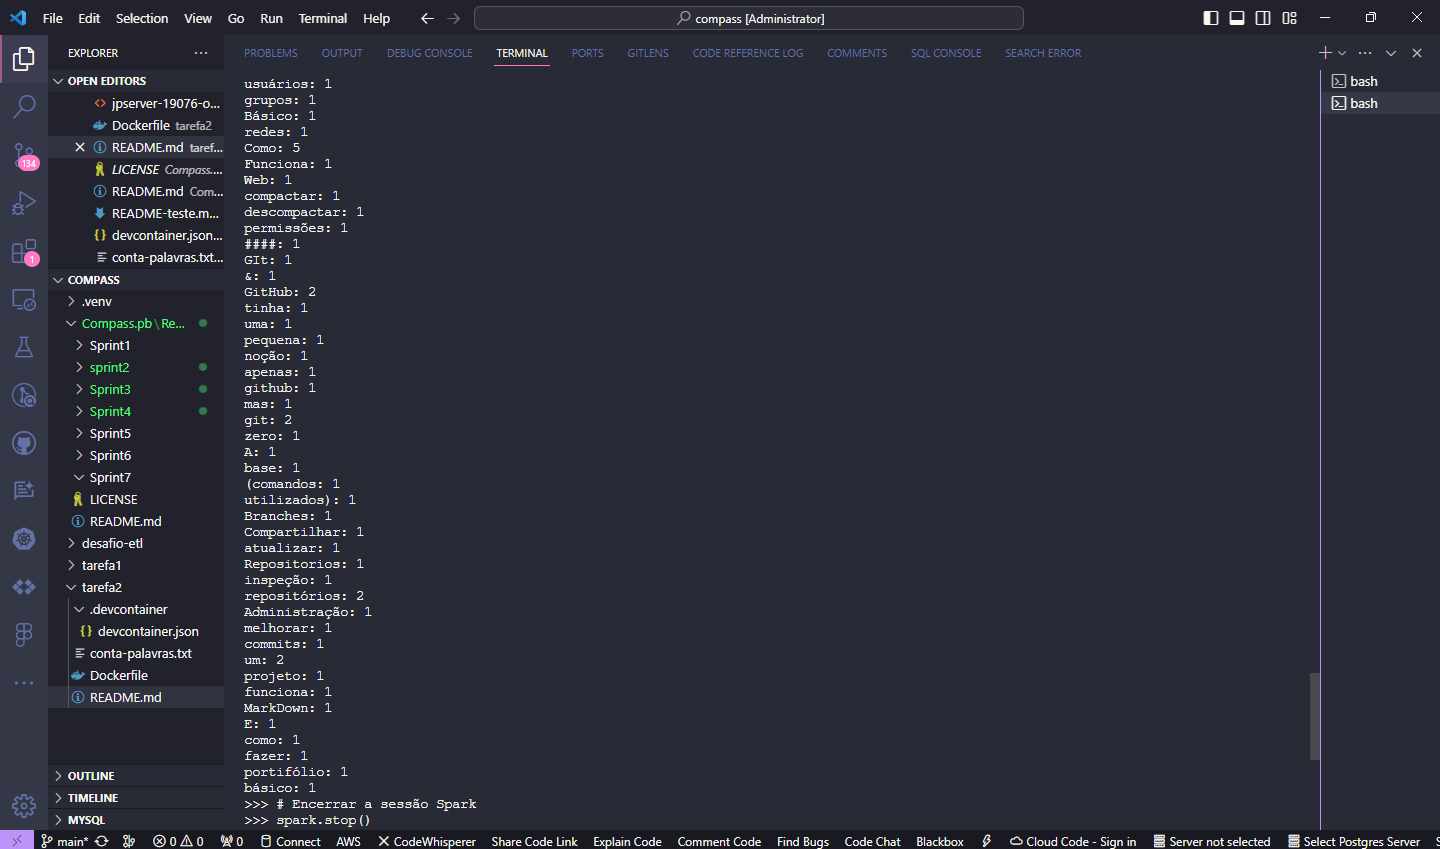 File Edit Selection View Go Run Terminal Help
compass [Administrator]
EXPLORER
OPEN EDITORS
jpserver-19076-o...
Dockerfile tarefa2
README.md taref...
LICENSE Compass....
README.md Com...
README-teste.m...
devcontainer.json...
conta-palavras.txt...
COMPASS
.venv
Compass.pb\Re...
Sprint1
sprint2
Sprint3
Sprint4
Sprint5
Sprint6
Sprint7
LICENSE
README.md
desafio-etl
tarefa1
tarefa2
.devcontainer
devcontainer.json
conta-palavras.txt
Dockerfile
README.md
OUTLINE
TIMELINE
MYSQL
134
1
PROBLEMS OUTPUT DEBUG CONSOLE TERMINAL PORTS GITLENS CODE REFERENCE LOG COMMENTS SQL CONSOLE SEARCH ERROR
usuários: 1
grupos: 1
Básico: 1
redes: 1
Como: 5
Funciona: 1
Web: 1
compactar: 1
descompactar: 1
permissões: 1
####: 1
GIt: 1
&: 1
GitHub: 2
tinha: 1
uma: 1
pequena: 1
noção: 1
apenas: 1
github: 1
mas: 1
git: 2
zero: 1
A: 1
base: 1
(comandos: 1
utilizados): 1
Branches: 1
Compartilhar: 1
atualizar: 1
Repositorios: 1
inspeção: 1
repositórios: 2
Administração: 1
melhorar: 1
commits: 1
um: 2
projeto: 1
funciona: 1
MarkDown: 1
E: 1
como: 1
fazer: 1
portifólio: 1
básico: 1
>>> # Encerrar a sessão Spark
>>> spark.stop()
bash
bash
main* 0 0 0 Connect AWS CodeWhisperer Share Code Link Explain Code Comment Code Find Bugs Code Chat Blackbox Cloud Code - Sign in Server not selected Select Postgres Server